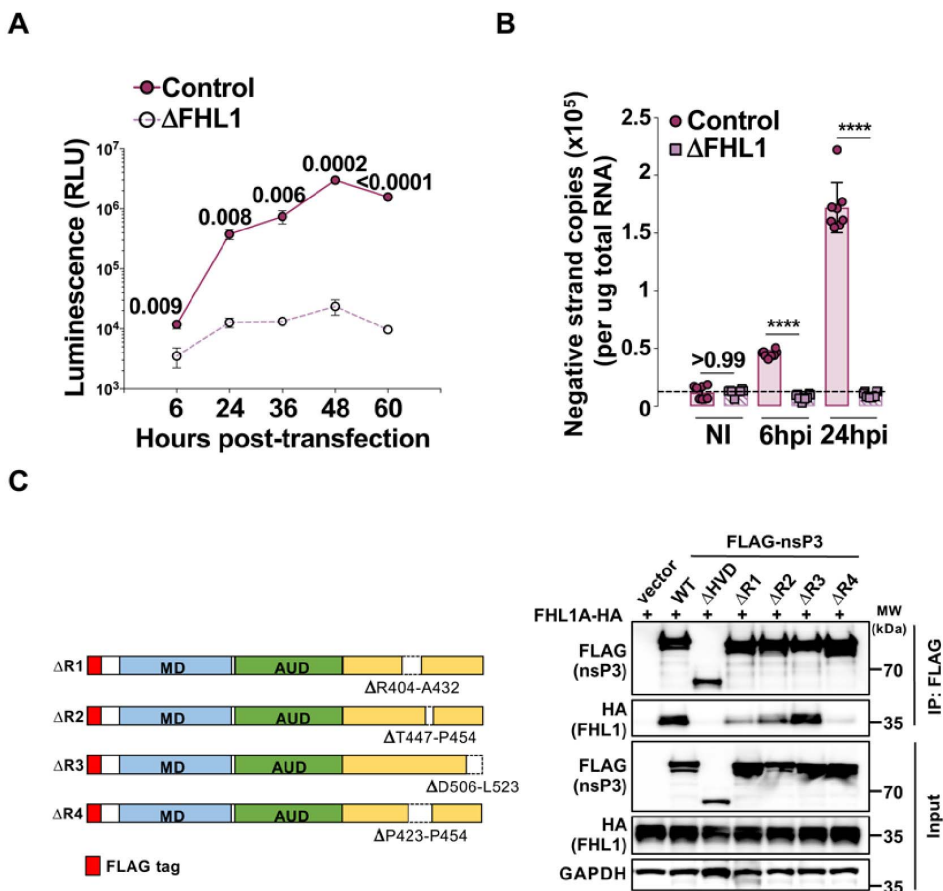 A
Control
ΔFHL1
Luminescence (RLU)
10⁷
10⁶
10⁵
10⁴
10³
0.009
0.008
0.006
0.0002
<0.0001
6 24 36 48 60
Hours post-transfection
B
Negative strand copies (x10⁵)
(per ug total RNA)
2.5
2
1.5
1
0.5
0
Control
ΔFHL1
****
****
>0.99
NI 6hpi 24hpi
C
ΔR1 MD AUD
ΔR404-A432
ΔR2 MD AUD
ΔT447-P454
ΔR3 MD AUD
ΔD506-L523
ΔR4 MD AUD
ΔP423-P454
FLAG tag
FLAG-nsP3
vector WT ΔHVD ΔR1 ΔR2 ΔR3 ΔR4
FHL1A-HA + + + + + + + MW
(kDa)
FLAG
(nsP3)
70
HA
(FHL1)
35
IP: FLAG
FLAG
(nsP3)
70
HA
(FHL1)
35
GAPDH
35
Input